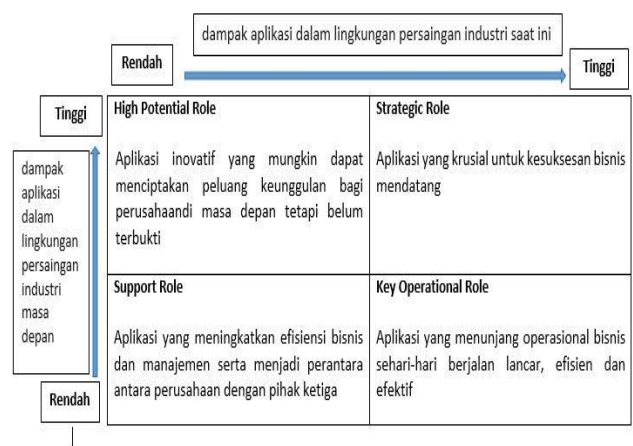 dampak aplikasi dalam lingkungan persaingan industri saat ini
Rendah
Tinggi
Tinggi
dampak
aplikasi
dalam
lingkungan
persaingan
industri
masa
depan
Rendah
High Potential Role
Aplikasi inovatif yang mungkin dapat
menciptakan peluang keunggulan bagi
perusahaandi masa depan tetapi belum
terbukti
Strategic Role
Aplikasi yang krusial untuk kesuksesan bisnis
mendatang
Support Role
Aplikasi yang meningkatkan efisiensi bisnis
dan manajemen serta menjadi perantara
antara perusahaan dengan pihak ketiga
Key Operational Role
Aplikasi yang menunjang operasional bisnis
sehari-hari berjalan lancar, efisien dan
efektif